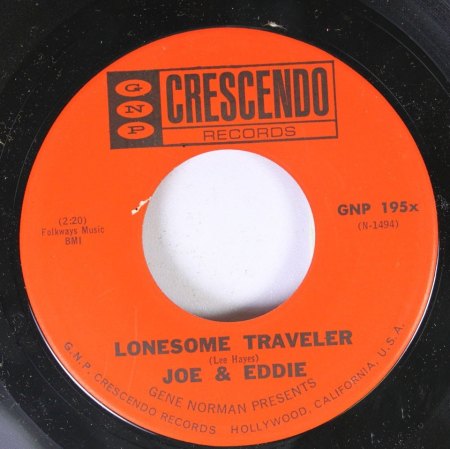 GNP
CRESCENDO
RECORDS
(2:20)
Folkways Music
BMI
GNP 195x
(N-1494)
LONESOME TRAVELER
(Lee Hayes)
JOE & EDDIE
GENE NORMAN PRESENTS
G.N.P. CRESCENDO RECORDS HOLLYWOOD, CALIFORNIA, U.S.A.